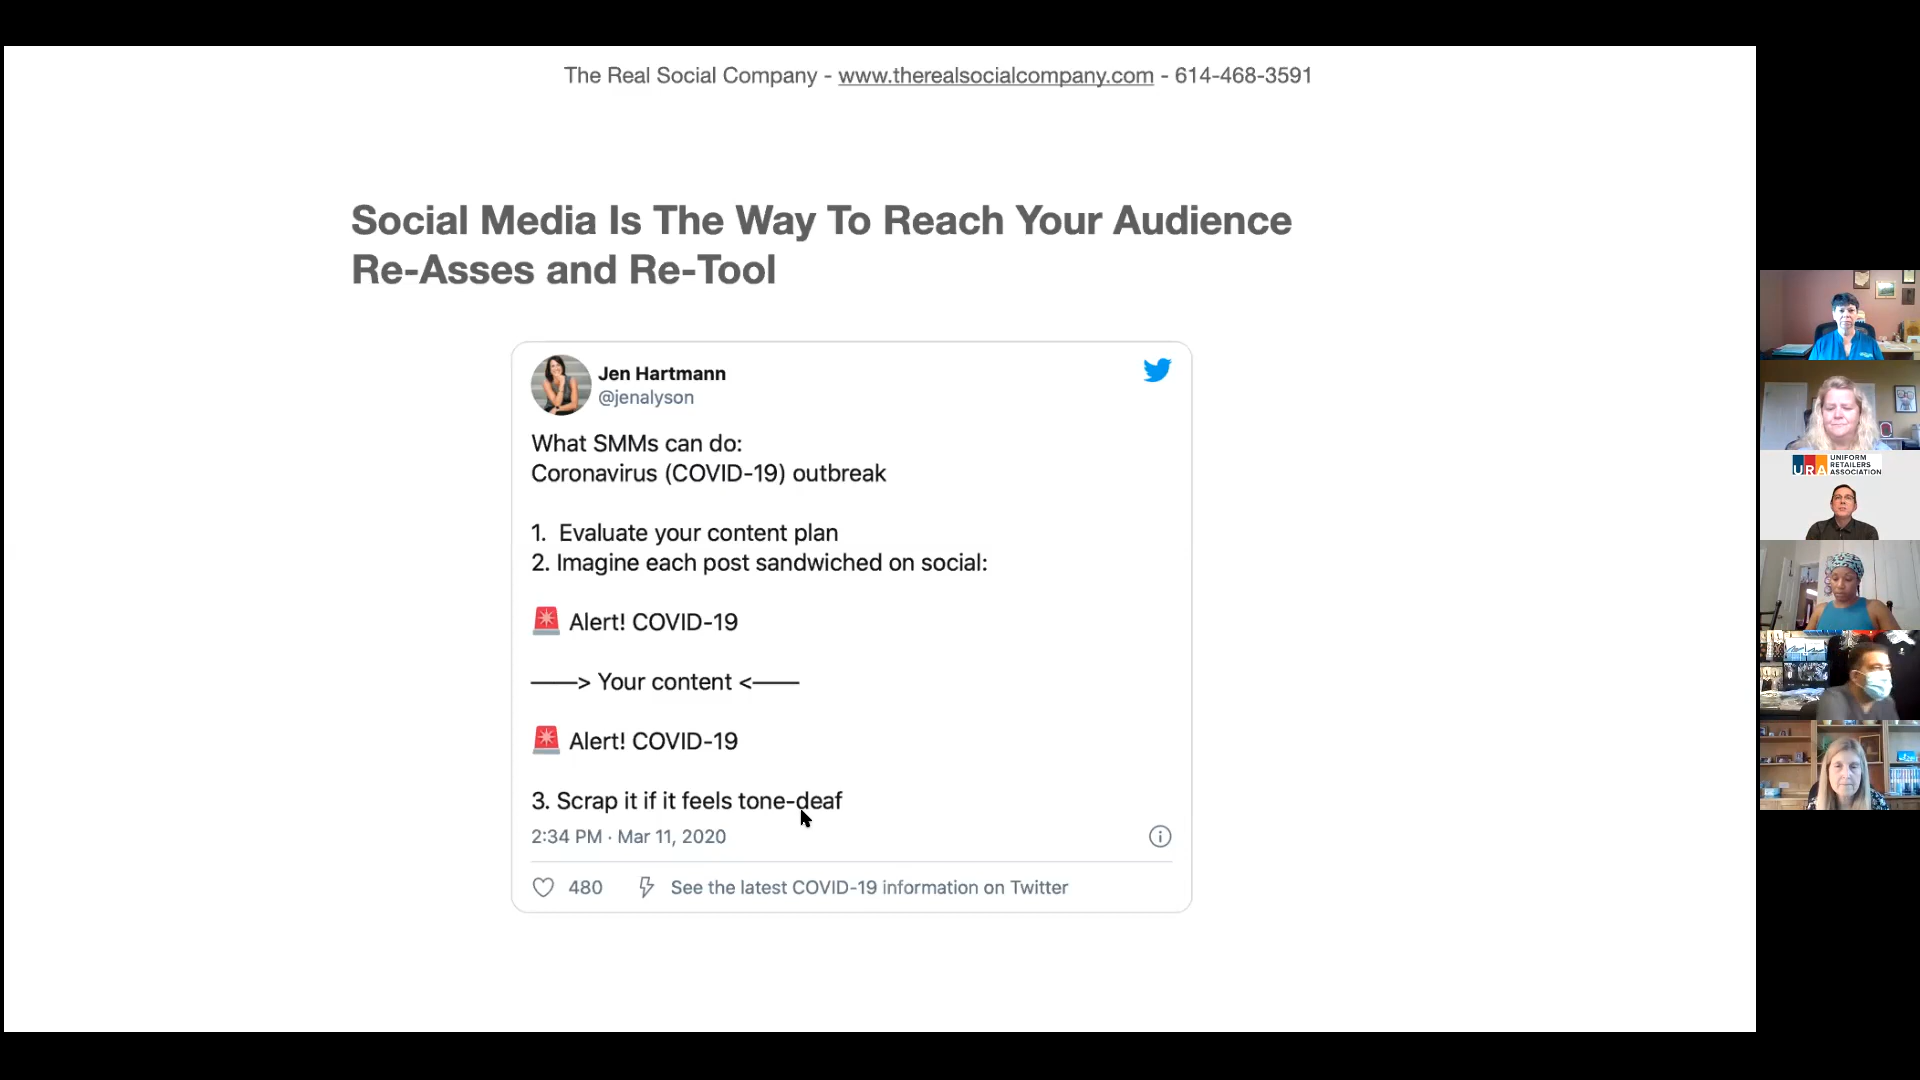 The Real Social Company - www.therealsocialcompany.com - 614-468-3591
Social Media Is The Way To Reach Your Audience
Re-Asses and Re-Tool
Jen Hartmann
@jenalyson
What SMMs can do:
Coronavirus (COVID-19) outbreak
1. Evaluate your content plan
2. Imagine each post sandwiched on social:
🚨 Alert! COVID-19
——> Your content <——
🚨 Alert! COVID-19
3. Scrap it if it feels tone-deaf
2:34 PM · Mar 11, 2020
480 See the latest COVID-19 information on Twitter
URA UNIFORM
RETAILERS
ASSOCIATION